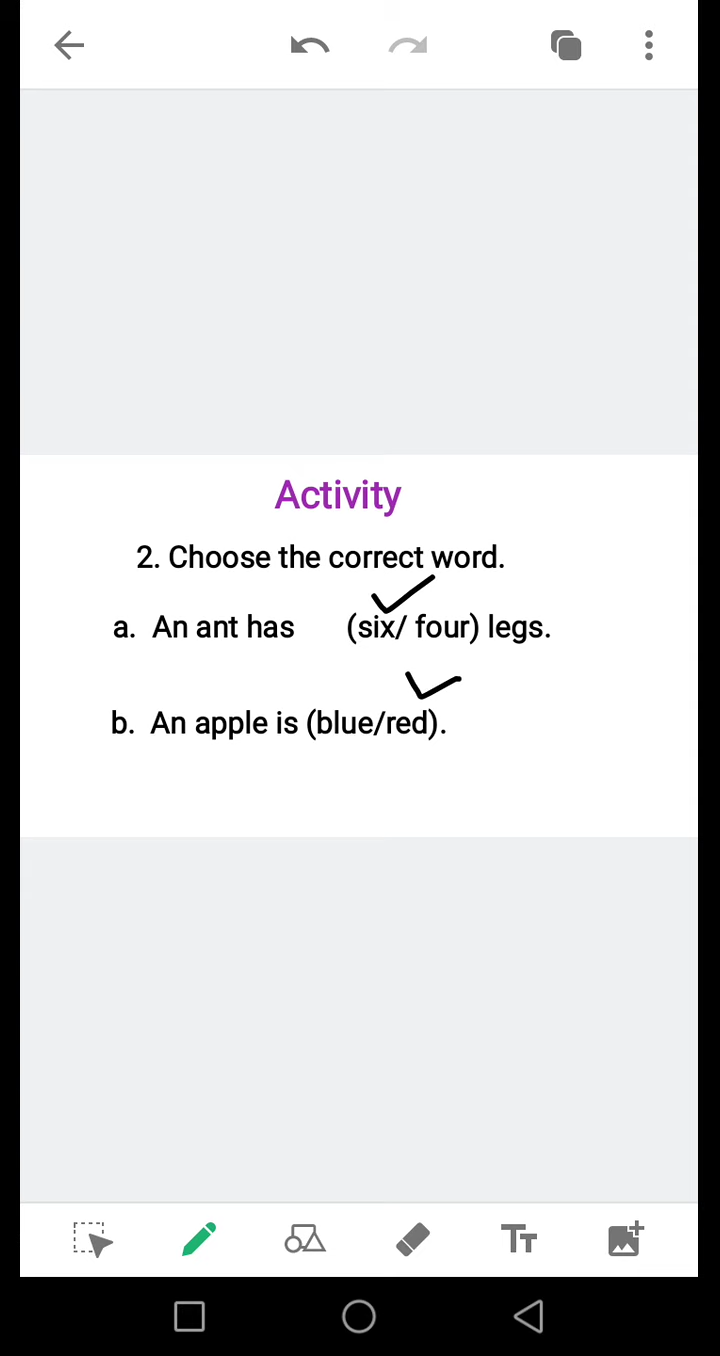 Activity
2. Choose the correct word.
a. An ant has (six/ four) legs.
b. An apple is (blue/red).